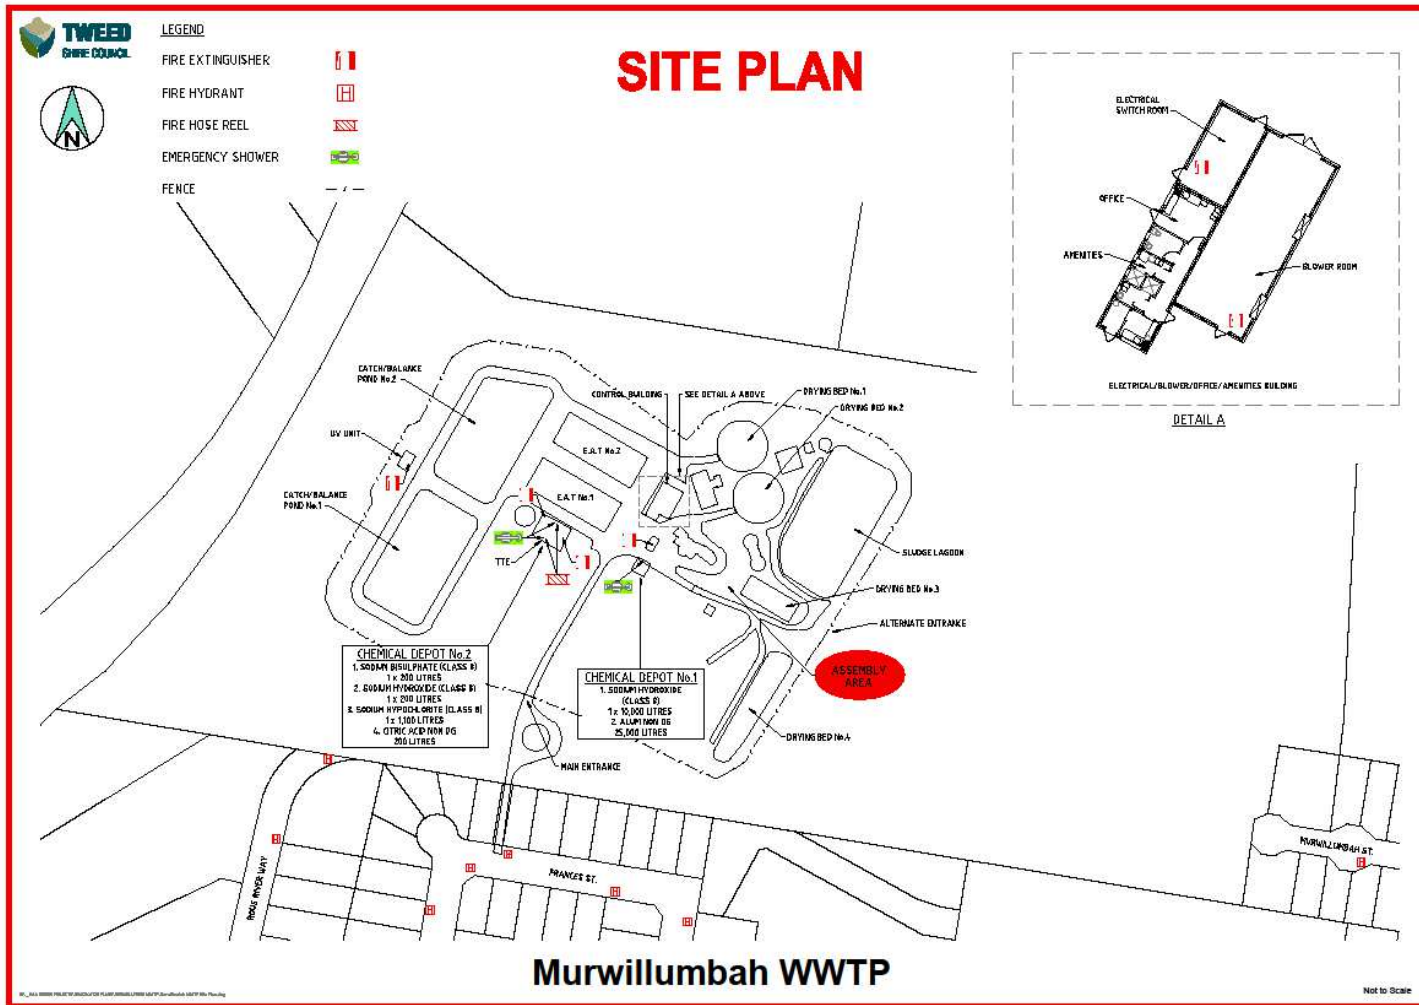 TWEED
SHIRE COUNCIL
LEGEND
FIRE EXTINGUISHER
FIRE HYDRANT
H
FIRE HOSE REEL
EMERGENCY SHOWER
FENCE
N
SITE PLAN
ELECTRICAL
SWITCH ROOM
OFFICE
AMENITIES
BLOWER ROOM
ELECTRICAL/BLOWER/OFFICE/AMENITIES BUILDING
DETAIL A
CATCH/BALANCE
POND No.2
CONTROL BUILDING
SEE DETAIL A ABOVE
DRYING BED No.1
DRYING BED No.2
UV UNIT
E.A.T No.2
CATCH/BALANCE
POND No.1
E.A.T No.1
SLUDGE LAGOON
TTE
DRYING BED No.3
ALTERNATE ENTRANCE
CHEMICAL DEPOT No.2
1. SODIUM BISULPHATE (CLASS 8)
1 x 200 LITRES
2. SODIUM HYDROXIDE (CLASS 8)
1 x 200 LITRES
3. SODIUM HYPOCHLORITE (CLASS 8)
1 x 1,100 LITRES
4. CITRIC ACID NON DG
200 LITRES
CHEMICAL DEPOT No.1
1. SODIUM HYDROXIDE
(CLASS 8)
1 x 10,000 LITRES
2. ALUM NON DG
25,000 LITRES
ASSEMBLY
AREA
DRYING BED No.4
MAIN ENTRANCE
H
H
H
H
H
H
H
H
ROUS RIVER WAY
FRANCES ST.
MURWILLUMBAH ST.
Murwillumbah WWTP
Not to Scale